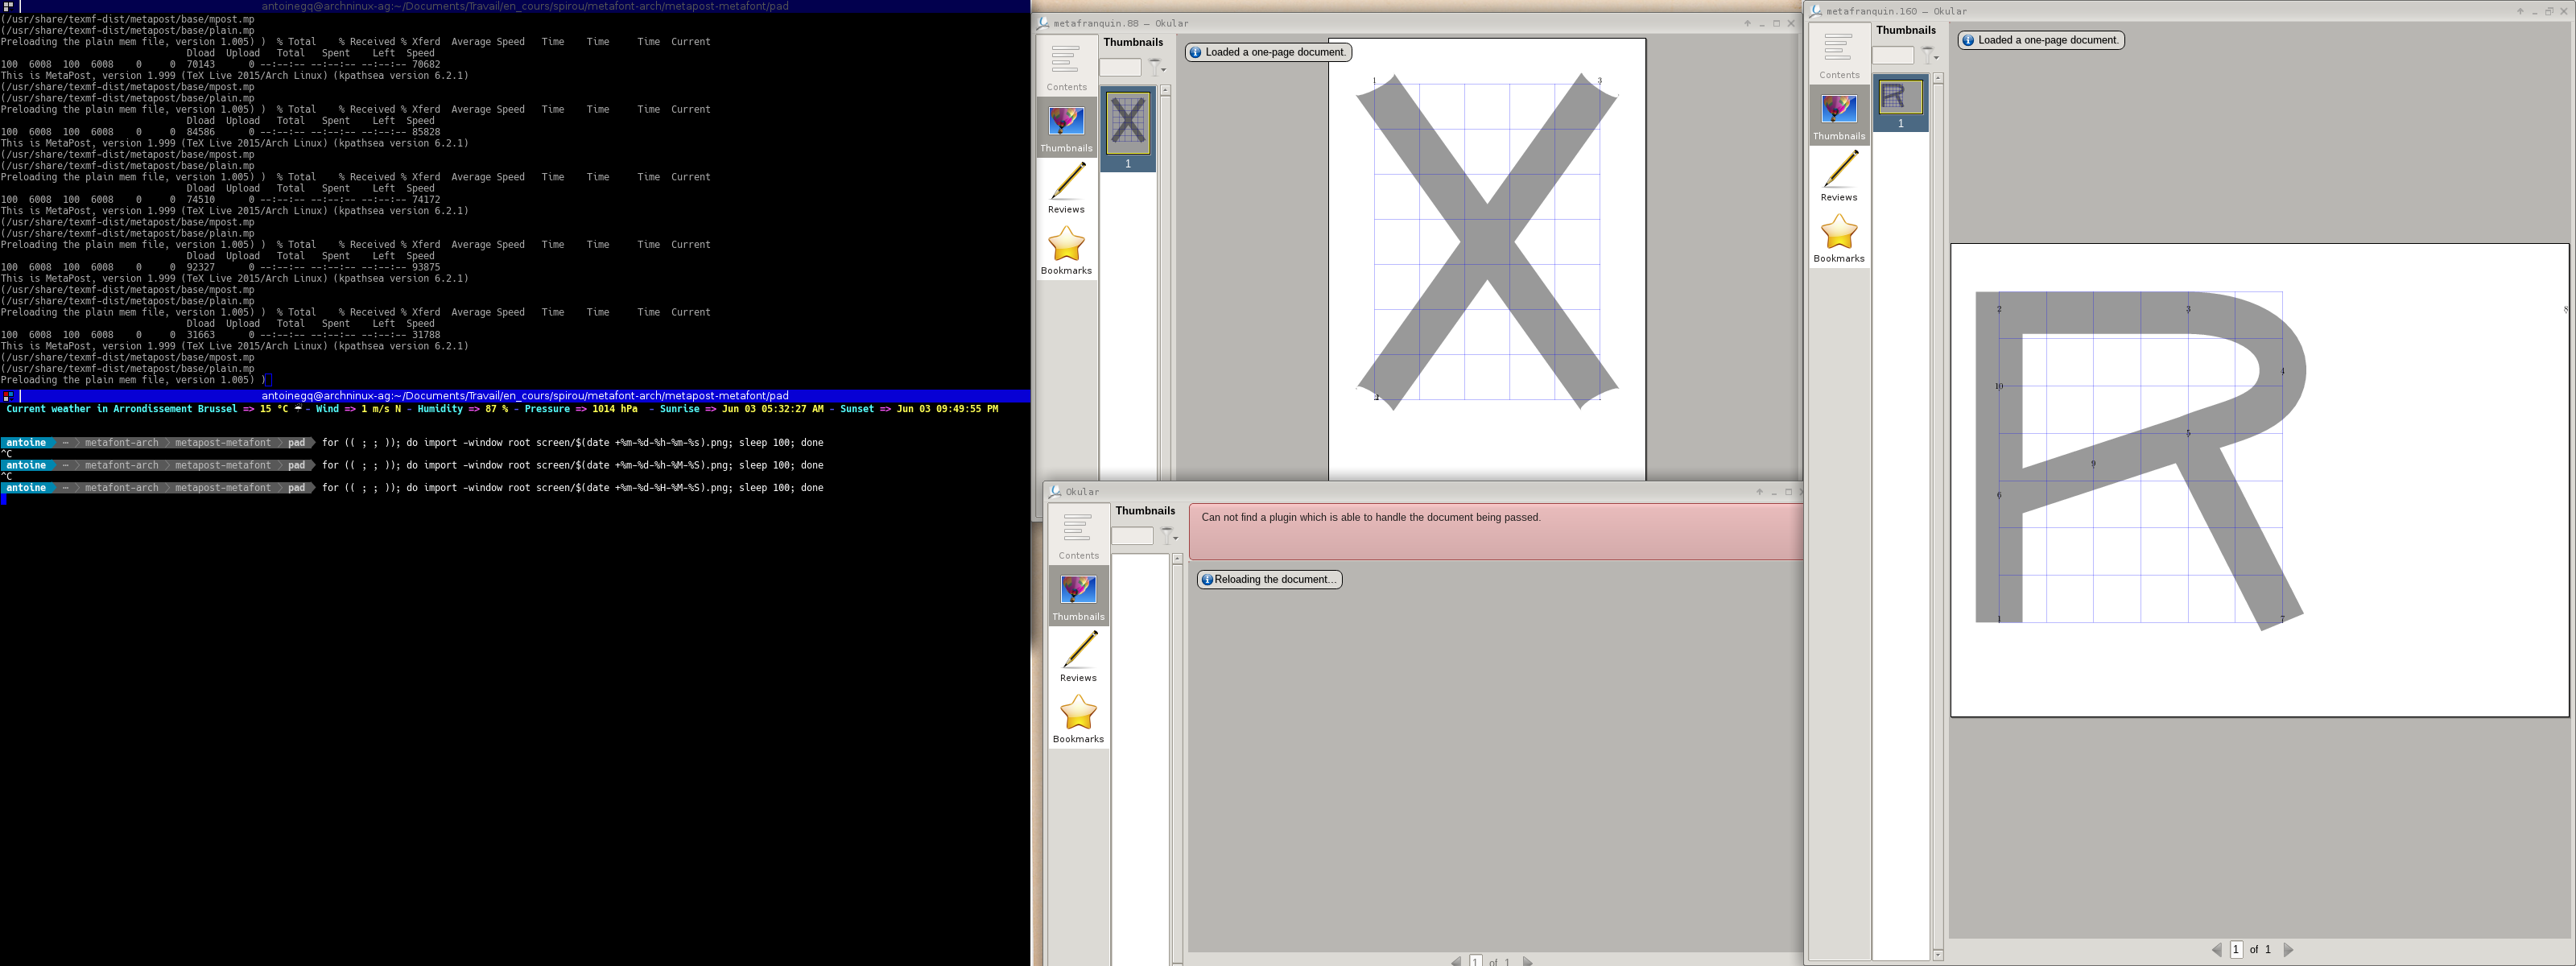 antoinegq@archninux-ag:~/Documents/Travail/en_cours/spirou/metafont-arch/metapost-metafont/pad
(/usr/share/texmf-dist/metapost/base/mpost.mp
(/usr/share/texmf-dist/metapost/base/plain.mp
Preloading the plain mem file, version 1.005) ) % Total % Received % Xferd Average Speed Time Time Time Current
Dload Upload Total Spent Left Speed
100 6008 100 6008 0 0 70143 0 --:--:-- --:--:-- --:--:-- 70682
This is MetaPost, version 1.999 (TeX Live 2015/Arch Linux) (kpathsea version 6.2.1)
(/usr/share/texmf-dist/metapost/base/mpost.mp
(/usr/share/texmf-dist/metapost/base/plain.mp
Preloading the plain mem file, version 1.005) ) % Total % Received % Xferd Average Speed Time Time Time Current
Dload Upload Total Spent Left Speed
100 6008 100 6008 0 0 84586 0 --:--:-- --:--:-- --:--:-- 85828
This is MetaPost, version 1.999 (TeX Live 2015/Arch Linux) (kpathsea version 6.2.1)
(/usr/share/texmf-dist/metapost/base/mpost.mp
(/usr/share/texmf-dist/metapost/base/plain.mp
Preloading the plain mem file, version 1.005) ) % Total % Received % Xferd Average Speed Time Time Time Current
Dload Upload Total Spent Left Speed
100 6008 100 6008 0 0 74510 0 --:--:-- --:--:-- --:--:-- 74172
This is MetaPost, version 1.999 (TeX Live 2015/Arch Linux) (kpathsea version 6.2.1)
(/usr/share/texmf-dist/metapost/base/mpost.mp
(/usr/share/texmf-dist/metapost/base/plain.mp
Preloading the plain mem file, version 1.005) ) % Total % Received % Xferd Average Speed Time Time Time Current
Dload Upload Total Spent Left Speed
100 6008 100 6008 0 0 92327 0 --:--:-- --:--:-- --:--:-- 93875
This is MetaPost, version 1.999 (TeX Live 2015/Arch Linux) (kpathsea version 6.2.1)
(/usr/share/texmf-dist/metapost/base/mpost.mp
(/usr/share/texmf-dist/metapost/base/plain.mp
Preloading the plain mem file, version 1.005) ) % Total % Received % Xferd Average Speed Time Time Time Current
Dload Upload Total Spent Left Speed
100 6008 100 6008 0 0 31663 0 --:--:-- --:--:-- --:--:-- 31788
This is MetaPost, version 1.999 (TeX Live 2015/Arch Linux) (kpathsea version 6.2.1)
(/usr/share/texmf-dist/metapost/base/mpost.mp
(/usr/share/texmf-dist/metapost/base/plain.mp
Preloading the plain mem file, version 1.005) )
antoinegq@archninux-ag:~/Documents/Travail/en_cours/spirou/metafont-arch/metapost-metafont/pad
Current weather in Arrondissement Brussel => 15 °C ☔ - Wind => 1 m/s N - Humidity => 87 % - Pressure => 1014 hPa - Sunrise => Jun 03 05:32:27 AM - Sunset => Jun 03 09:49:55 PM
antoine ⋯ metafont-arch metapost-metafont pad for (( ; ; )); do import -window root screen/$(date +%m-%d-%h-%m-%s).png; sleep 100; done
^C
antoine ⋯ metafont-arch metapost-metafont pad for (( ; ; )); do import -window root screen/$(date +%m-%d-%h-%M-%S).png; sleep 100; done
^C
antoine ⋯ metafont-arch metapost-metafont pad for (( ; ; )); do import -window root screen/$(date +%m-%d-%H-%M-%S).png; sleep 100; done
metafranquin.88 - Okular
Thumbnails
Loaded a one-page document.
Contents
Thumbnails
1
Reviews
Bookmarks
1
3
X
Okular
Thumbnails
Can not find a plugin which is able to handle the document being passed.
Contents
Reloading the document...
Thumbnails
Reviews
Bookmarks
1 of 1
metafranquin.160 - Okular
Thumbnails
Loaded a one-page document.
Contents
Thumbnails
1
Reviews
Bookmarks
R
2
3
8
4
10
5
9
6
1
7
1 of 1